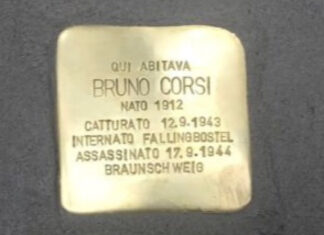 QUI ABITAVA
BRUNO CORSI
NATO 1912
CATTURATO 12.9.1943
INTERNATO FALLINGBOSTEL
ASSASSINATO 17.9.1944
BRAUNSCHWEIG